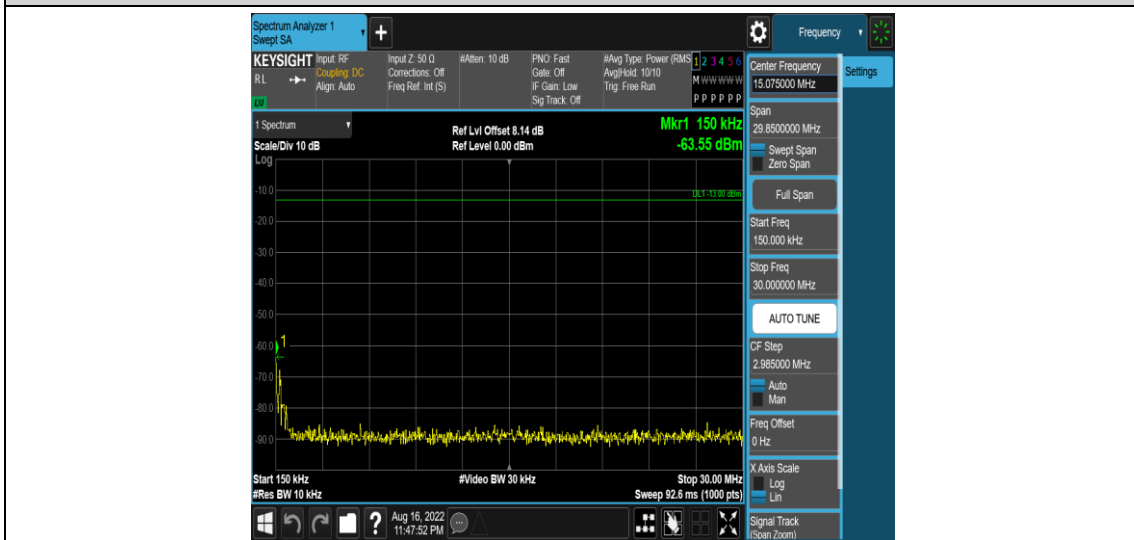 Spectrum Analyzer 1
Swept SA
Frequency
KEYSIGHT
Input: RF
Input Z: 50 Ω
#Atten: 10 dB
PNO: Fast
#Avg Type: Power (RMS
1 2 3 4 5 6
RL
Coupling: DC
Corrections: Off
Gate: Off
Avg|Hold: 10/10
M W W W W W
Align: Auto
Freq Ref: Int (S)
IF Gain: Low
Trig: Free Run
Sig Track: Off
P P P P P P
1 Spectrum
Ref Lvl Offset 8.14 dB
Mkr1 150 kHz
Scale/Div 10 dB
Ref Level 0.00 dBm
-63.55 dBm
Log
DL1 -13.00 dBm
-10.0
-20.0
-30.0
-40.0
-50.0
-60.0
1
-70.0
-80.0
-90.0
Start 150 kHz
#Video BW 30 kHz
Stop 30.00 MHz
#Res BW 10 kHz
Sweep 92.6 ms (1000 pts)
?
Aug 16, 2022
11:47:52 PM
Center Frequency
15.075000 MHz
Settings
Span
29.8500000 MHz
Swept Span
Zero Span
Full Span
Start Freq
150.000 kHz
Stop Freq
30.000000 MHz
AUTO TUNE
CF Step
2.985000 MHz
Auto
Man
Freq Offset
0 Hz
X Axis Scale
Log
Lin
Signal Track
(Span Zoom)